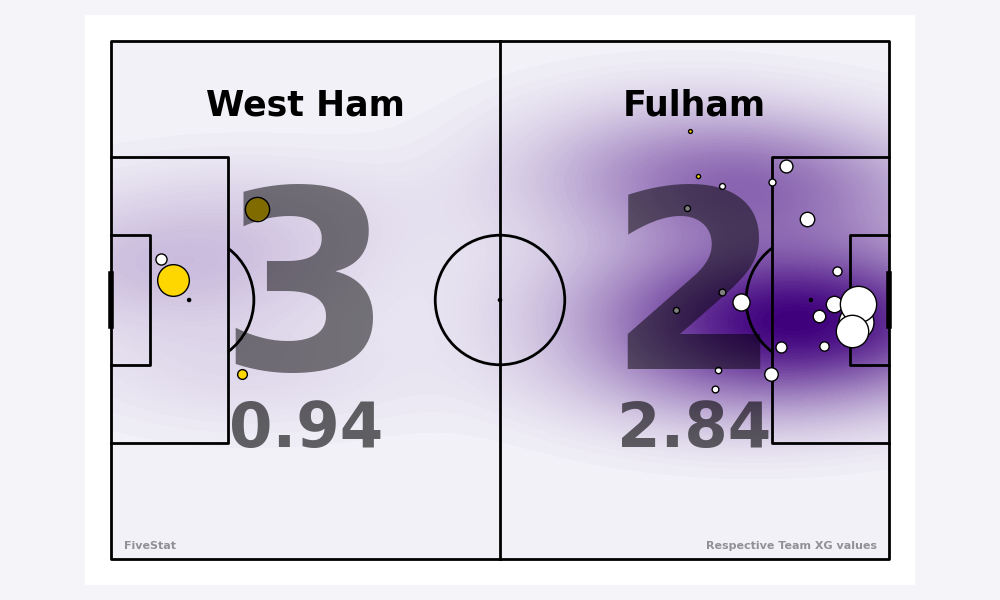 West Ham
Fulham
3
2
0.94
2.84
FiveStat
Respective Team XG values